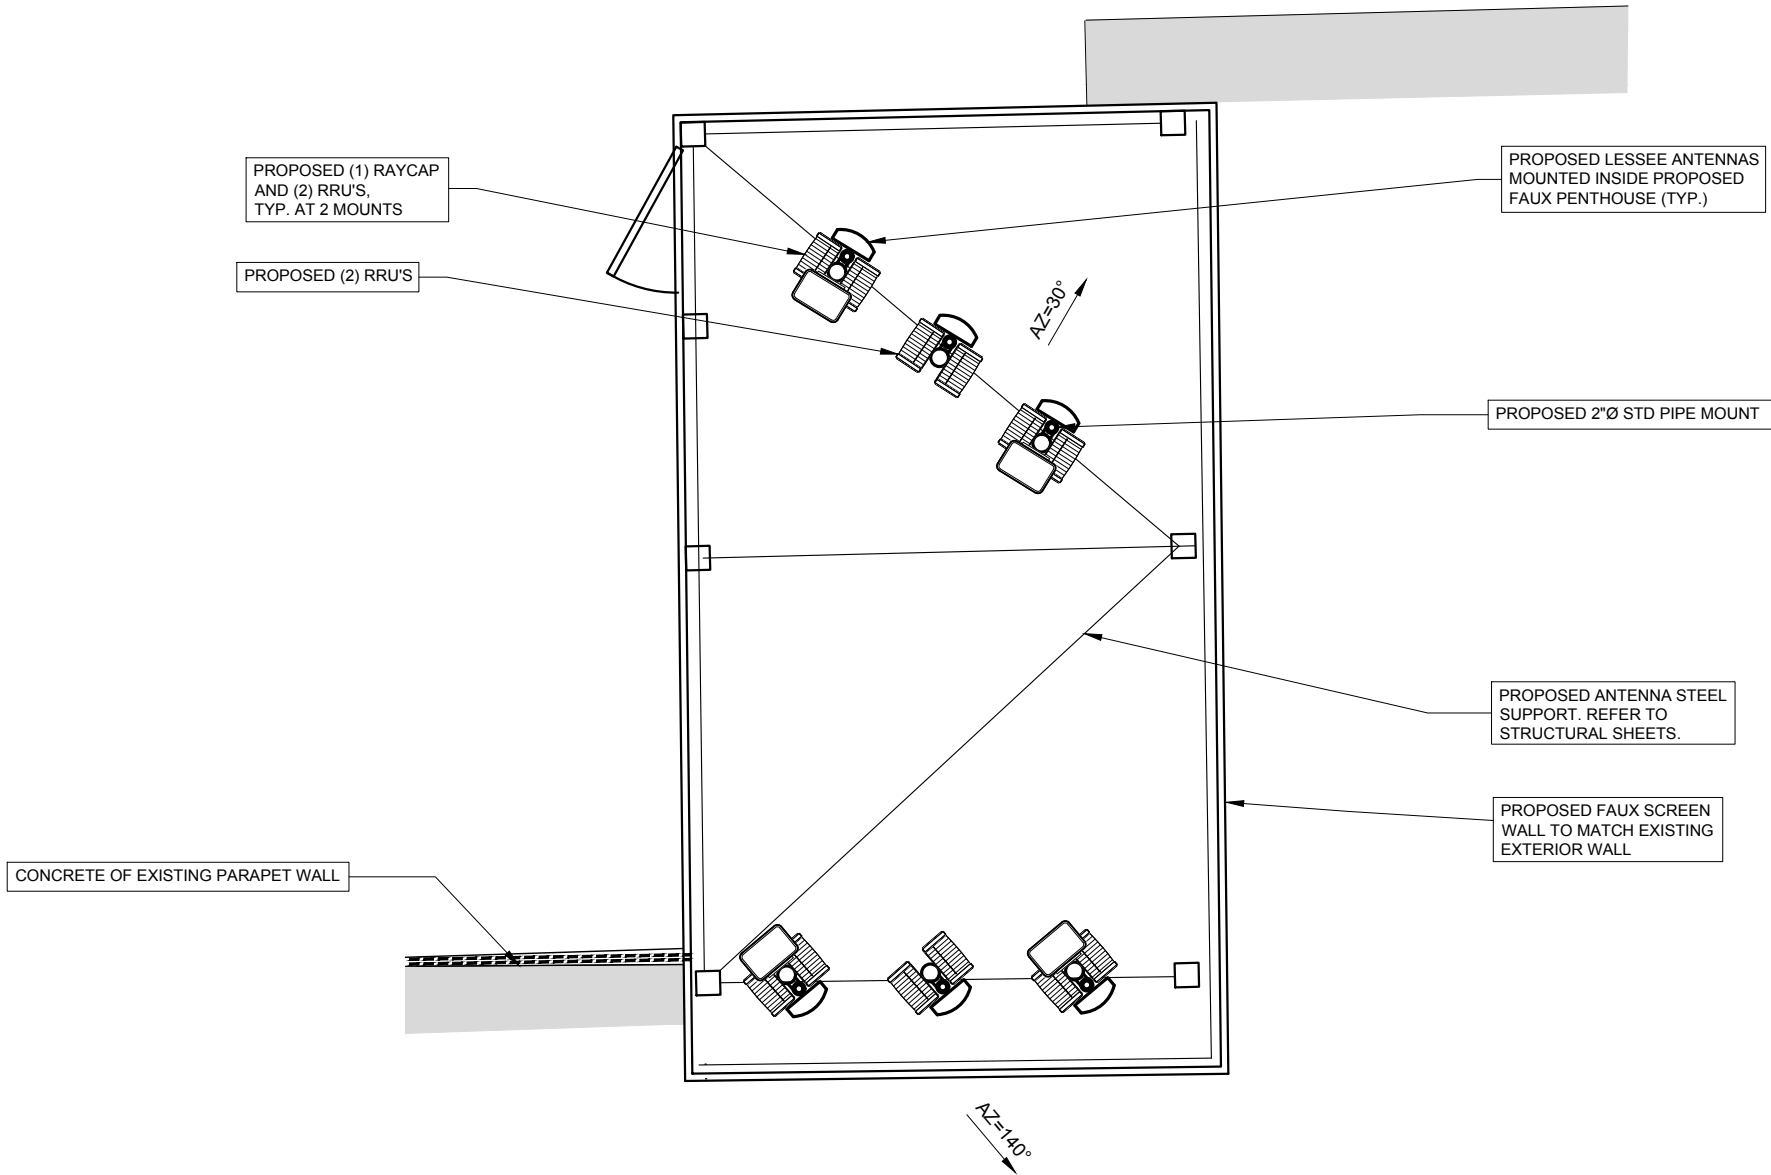 PROPOSED (1) RAYCAP
AND (2) RRU'S,
TYP. AT 2 MOUNTS
PROPOSED (2) RRU'S
CONCRETE OF EXISTING PARAPET WALL
AZ=30°
AZ=140°
PROPOSED LESSEE ANTENNAS
MOUNTED INSIDE PROPOSED
FAUX PENTHOUSE (TYP.)
PROPOSED 2"Ø STD PIPE MOUNT
PROPOSED ANTENNA STEEL
SUPPORT. REFER TO
STRUCTURAL SHEETS.
PROPOSED FAUX SCREEN
WALL TO MATCH EXISTING
EXTERIOR WALL